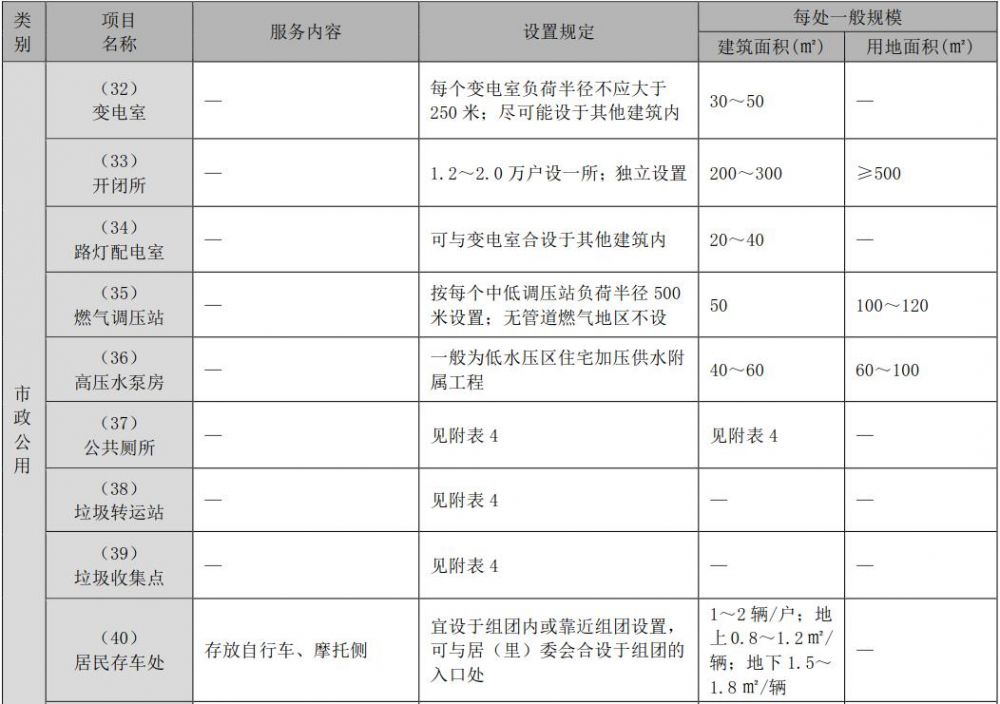 类别 项目名称 服务内容 设置规定 每处一般规模
建筑面积(㎡) 用地面积(㎡)
市政公用
(32)
变电室
—
每个变电室负荷半径不应大于
250 米；尽可能设于其他建筑内
30～50
—
(33)
开闭所
—
1.2～2.0 万户设一所；独立设置
200～300
≥500
(34)
路灯配电室
—
可与变电室合设于其他建筑内
20～40
—
(35)
燃气调压站
—
按每个中低调压站负荷半径 500
米设置；无管道燃气地区不设
50
100～120
(36)
高压水泵房
—
一般为低水压区住宅加压供水附
属工程
40～60
60～100
(37)
公共厕所
—
见附表 4
见附表 4
—
(38)
垃圾转运站
—
见附表 4
—
—
(39)
垃圾收集点
—
见附表 4
—
—
(40)
居民存车处
存放自行车、摩托侧
宜设于组团内或靠近组团设置，
可与居（里）委会合设于组团的
入口处
1～2 辆/户；地
上 0.8～1.2 ㎡/
辆；地下 1.5～
1.8 ㎡/辆
—